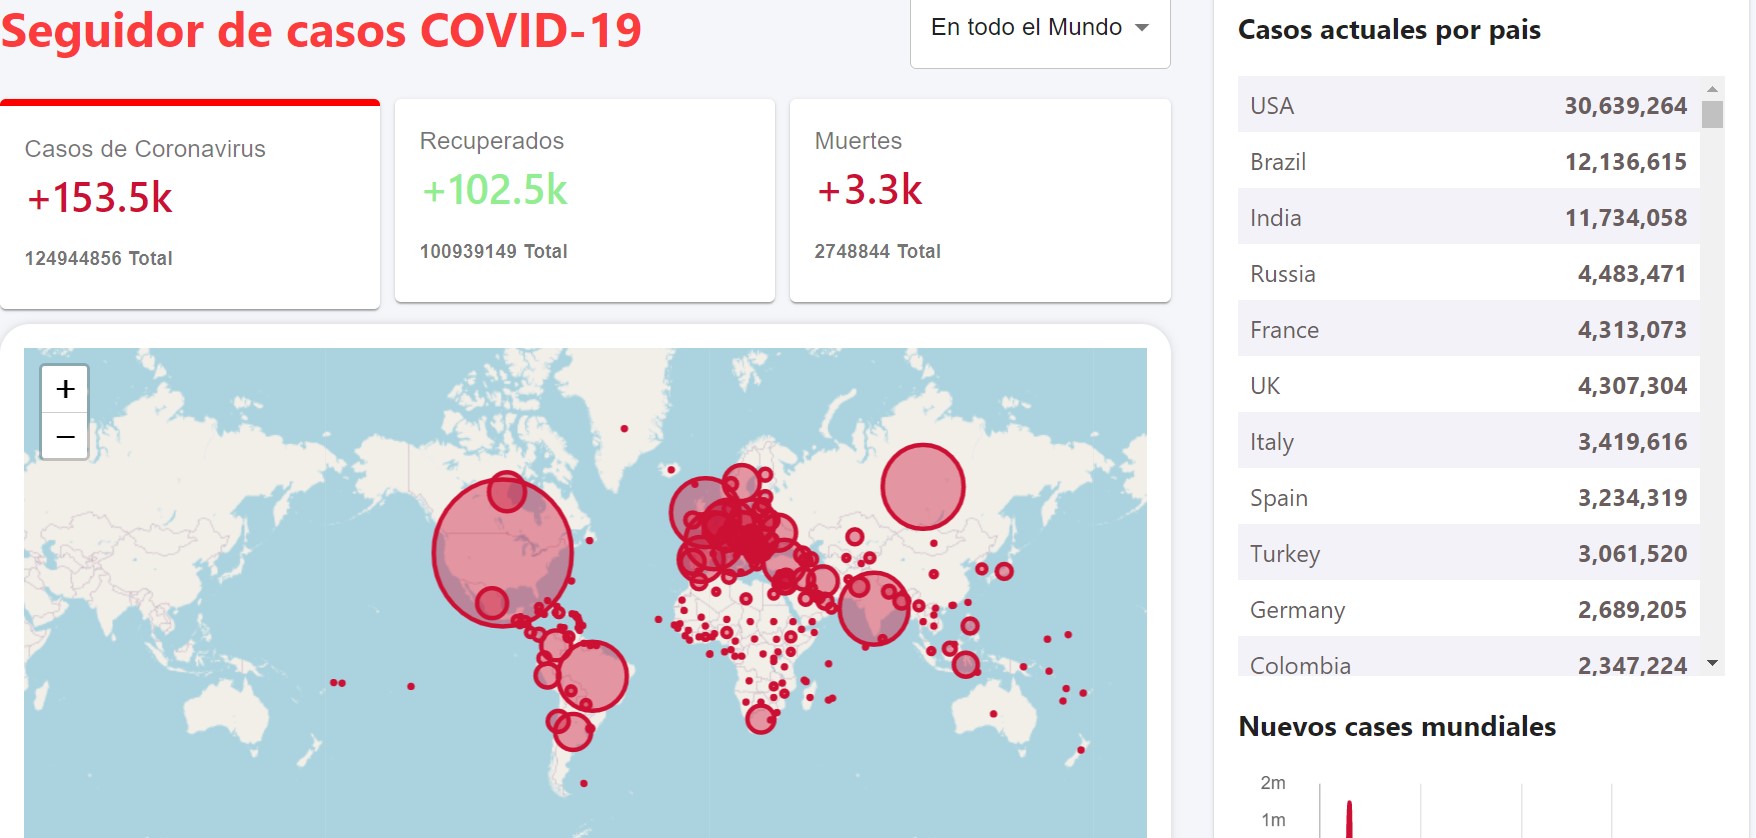 Seguidor de casos COVID-19
En todo el Mundo
Casos de Coronavirus
+153.5k
124944856 Total
Recuperados
+102.5k
100939149 Total
Muertes
+3.3k
2748844 Total
+
−
Casos actuales por pais
USA 30,639,264
Brazil 12,136,615
India 11,734,058
Russia 4,483,471
France 4,313,073
UK 4,307,304
Italy 3,419,616
Spain 3,234,319
Turkey 3,061,520
Germany 2,689,205
Colombia 2,347,224
Nuevos cases mundiales
2m
1m